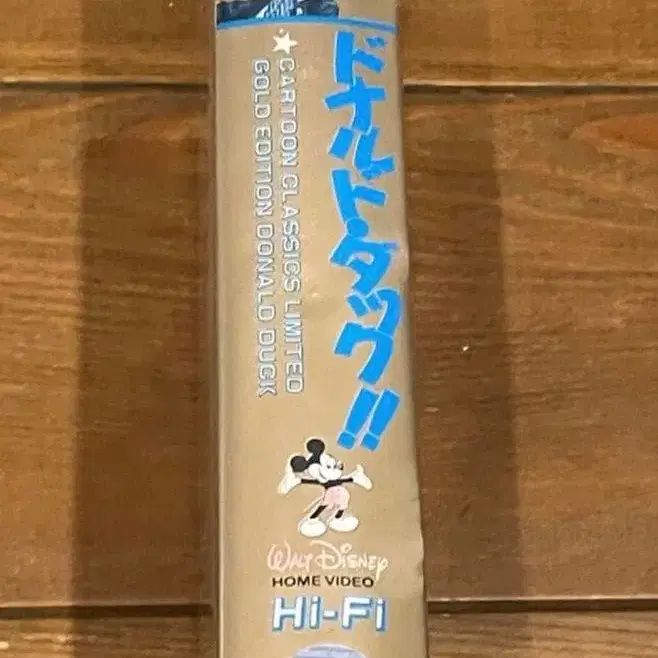 ドナルド・ダック!!
★CARTOON CLASSICS LIMITED
GOLD EDITION DONALD DUCK
WALT DISNEY
HOME VIDEO
Hi-Fi